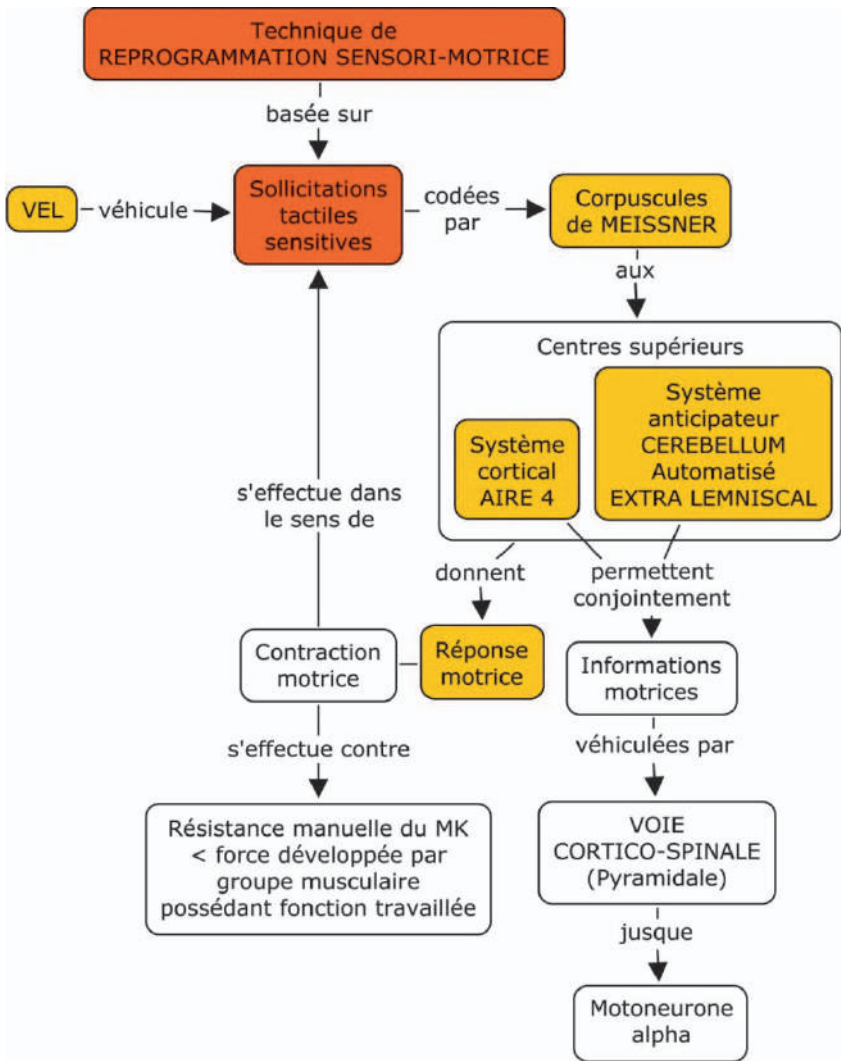 Technique de
REPROGRAMMATION SENSORI-MOTRICE
basée sur
VEL
véhicule
Sollicitations
tactiles
sensitives
codées
par
Corpuscules
de MEISSNER
aux
Centres supérieurs
Système
cortical
AIRE 4
Système
anticipateur
CEREBELLUM
Automatisé
EXTRA LEMNISCAL
s'effectue dans
le sens de
donnent
permettent
conjointement
Contraction
motrice
Réponse
motrice
Informations
motrices
s'effectue contre
véhiculées par
Résistance manuelle du MK
< force développée par
groupe musculaire
possédant fonction travaillée
VOIE
CORTICO-SPINALE
(Pyramidale)
jusque
Motoneurone
alpha